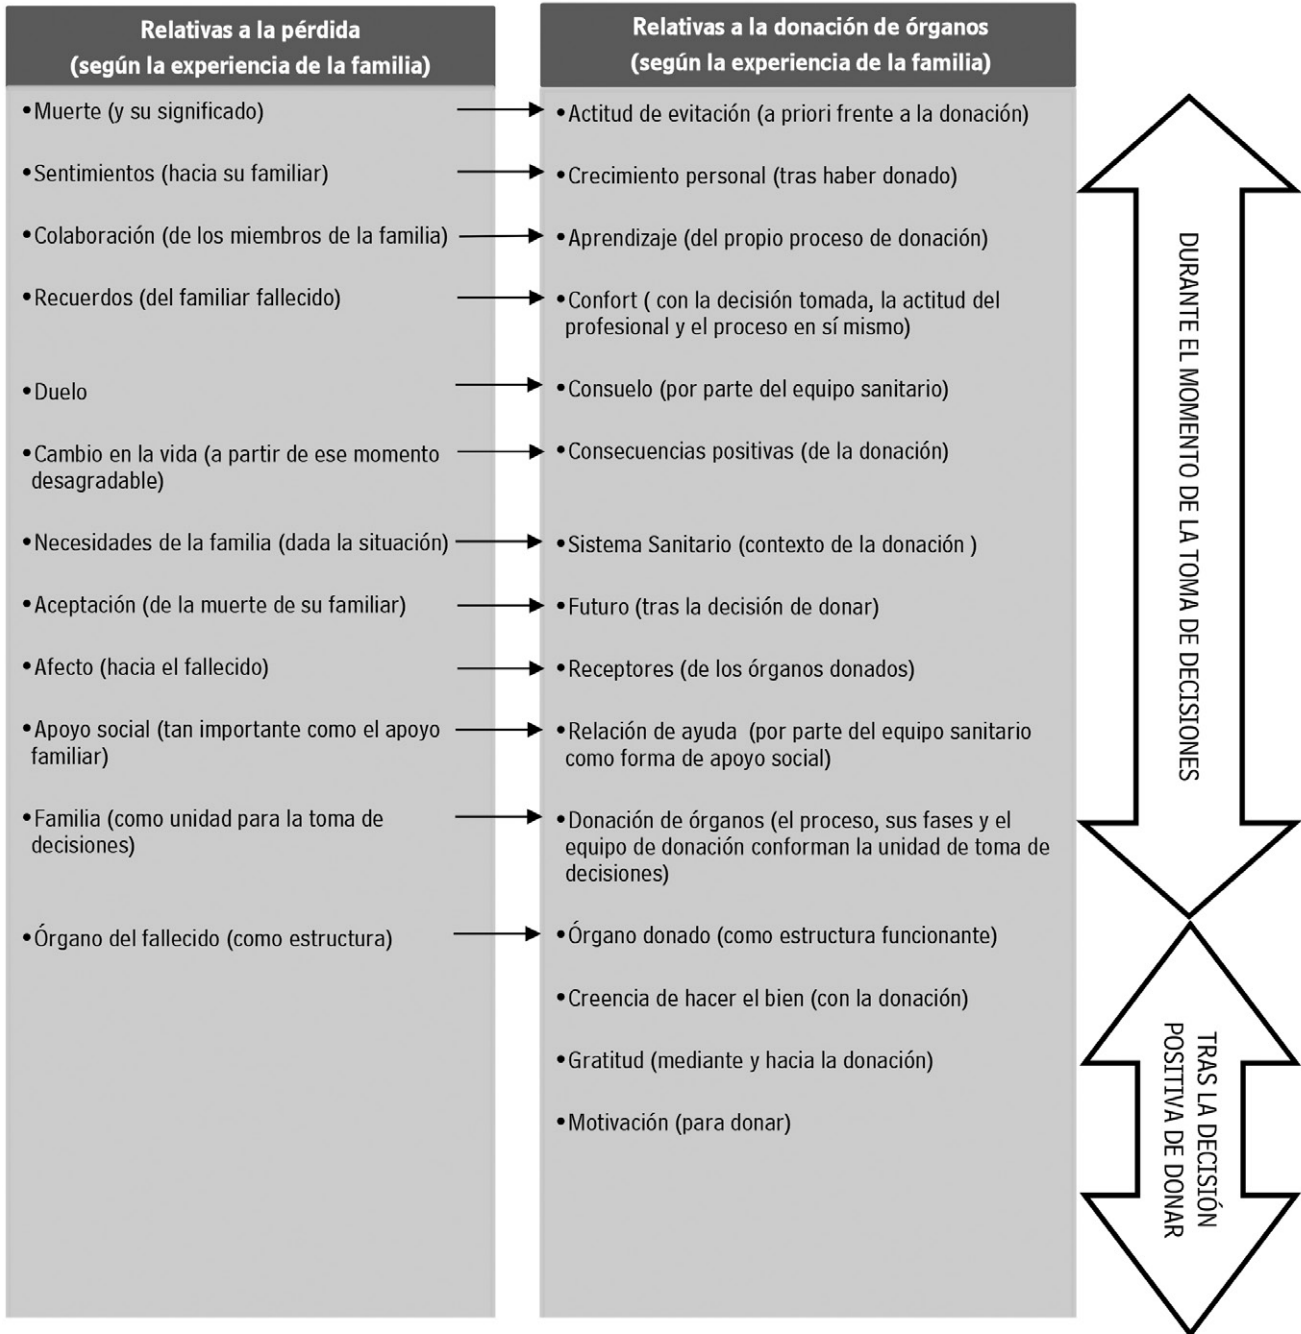 Relativas a la pérdida
(según la experiencia de la familia)
•Muerte (y su significado)
•Sentimientos (hacia su familiar)
•Colaboración (de los miembros de la familia)
•Recuerdos (del familiar fallecido)
•Duelo
•Cambio en la vida (a partir de ese momento
desagradable)
•Necesidades de la familia (dada la situación)
•Aceptación (de la muerte de su familiar)
•Afecto (hacia el fallecido)
•Apoyo social (tan importante como el apoyo
familiar)
•Familia (como unidad para la toma de
decisiones)
•Órgano del fallecido (como estructura)
Relativas a la donación de órganos
(según la experiencia de la familia)
•Actitud de evitación (a priori frente a la donación)
•Crecimiento personal (tras haber donado)
•Aprendizaje (del propio proceso de donación)
•Confort ( con la decisión tomada, la actitud del
profesional y el proceso en sí mismo)
•Consuelo (por parte del equipo sanitario)
•Consecuencias positivas (de la donación)
•Sistema Sanitario (contexto de la donación )
•Futuro (tras la decisión de donar)
•Receptores (de los órganos donados)
•Relación de ayuda (por parte del equipo sanitario
como forma de apoyo social)
•Donación de órganos (el proceso, sus fases y el
equipo de donación conforman la unidad de toma de
decisiones)
•Órgano donado (como estructura funcionante)
•Creencia de hacer el bien (con la donación)
•Gratitud (mediante y hacia la donación)
•Motivación (para donar)
DURANTE EL MOMENTO DE LA TOMA DE DECISIONES
TRAS LA DECISIÓN
POSITIVA DE DONAR